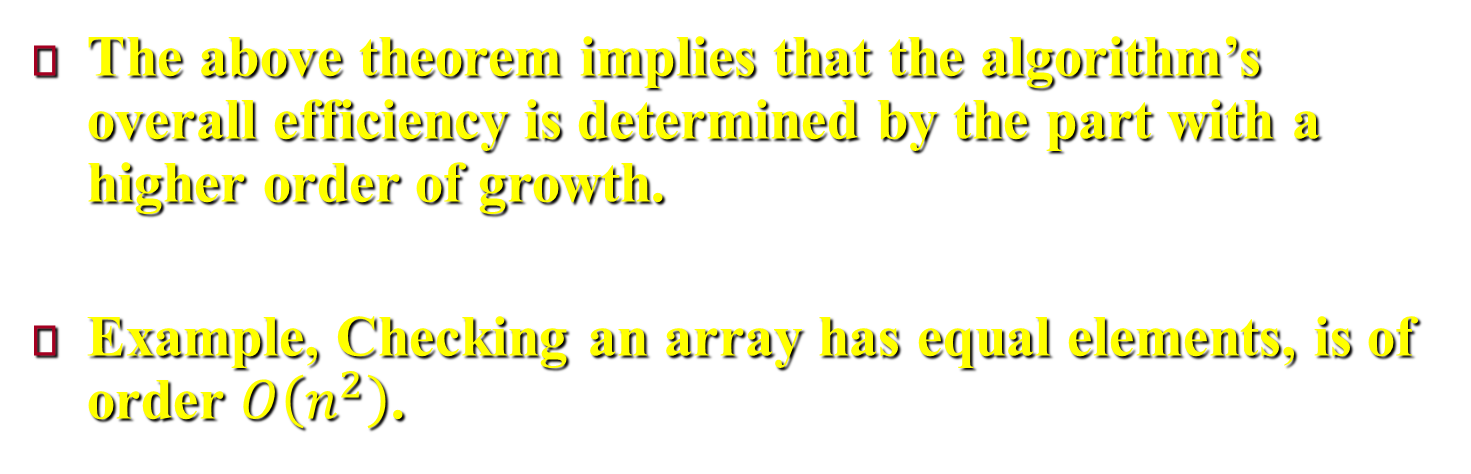 The above theorem implies that the algorithm’s
overall efficiency is determined by the part with a
higher order of growth.
Example, Checking an array has equal elements, is of
order O(n²).